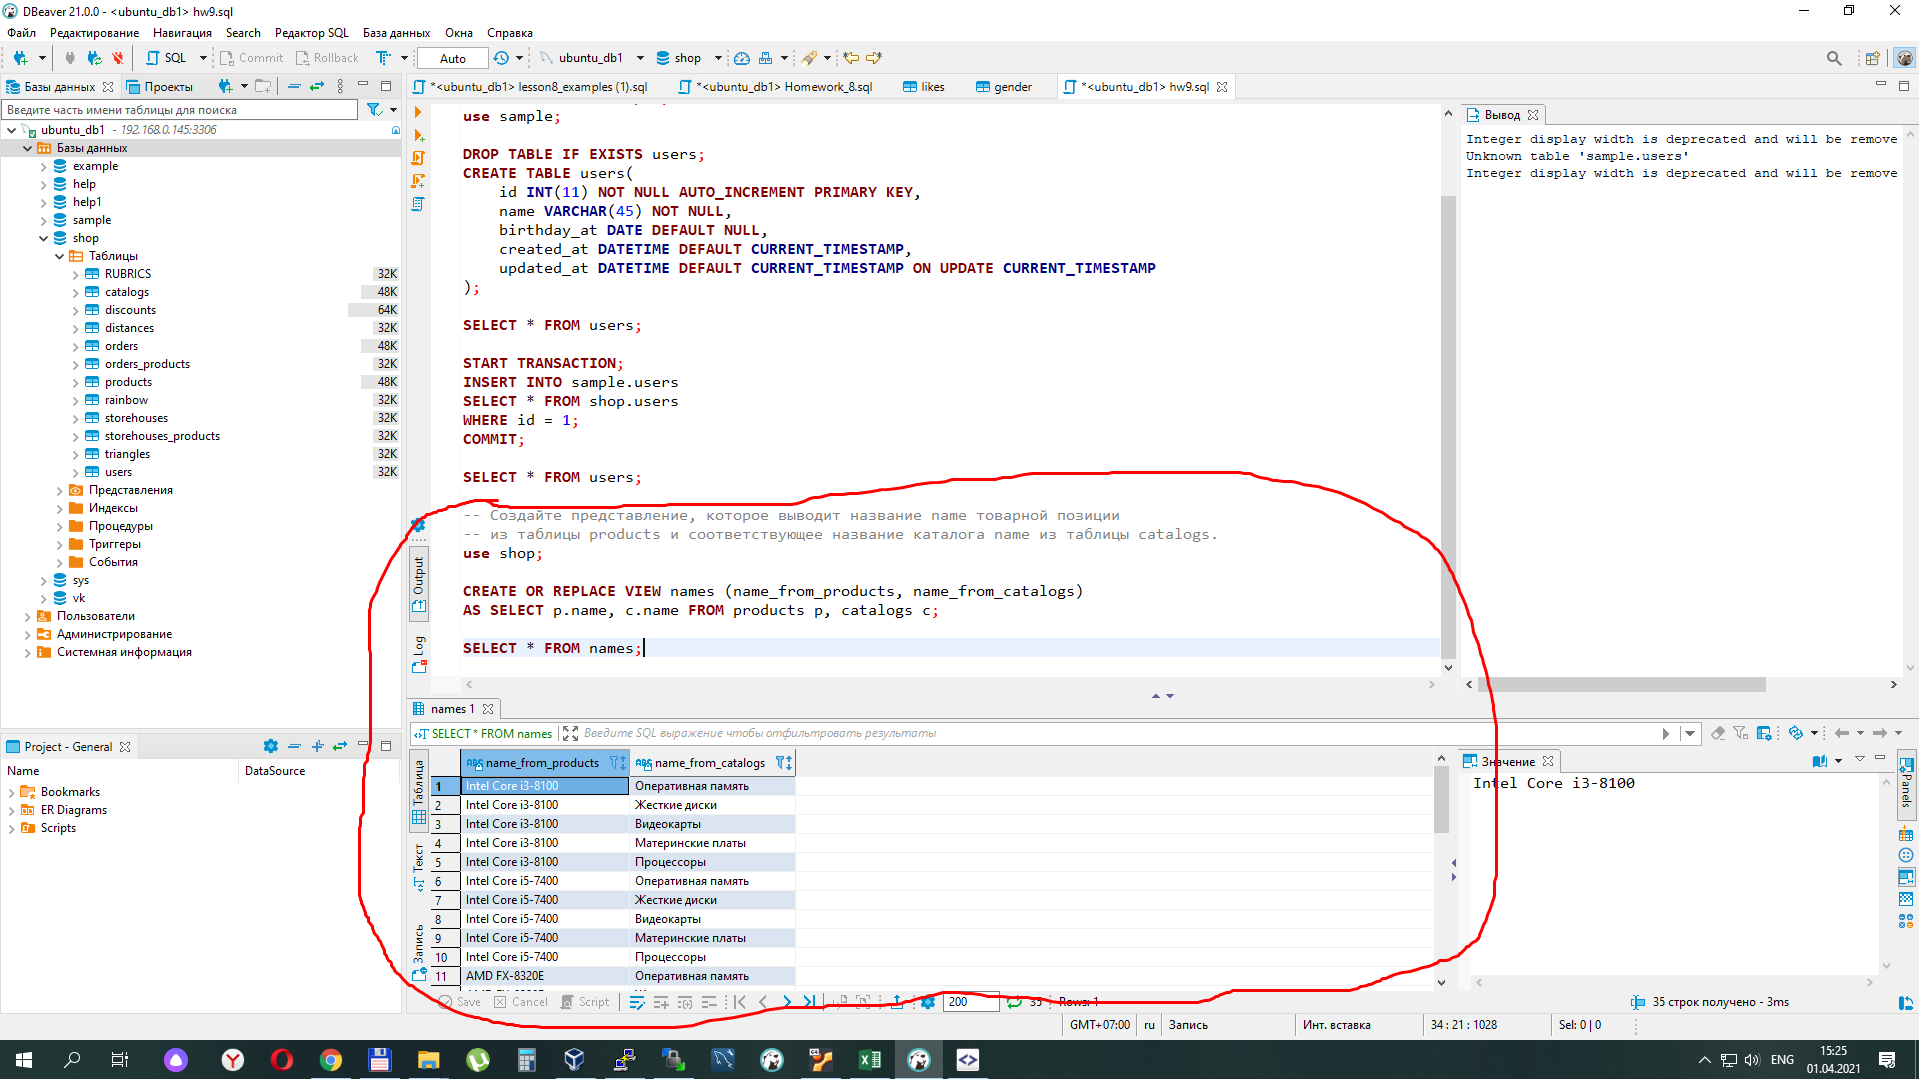 DBeaver 21.0.0 - <ubuntu_db1> hw9.sql
Файл Редактирование Навигация Search Редактор SQL База данных Окна Справка
SQL Commit Rollback Auto ubuntu_db1 shop
Базы данных Проекты
Введите часть имени таблицы для поиска
ubuntu_db1 - 192.168.0.145:3306
Базы данных
example
help
help1
sample
shop
Таблицы
RUBRICS 32K
catalogs 48K
discounts 64K
distances 32K
orders 48K
orders_products 32K
products 48K
rainbow 32K
storehouses 32K
storehouses_products 32K
triangles 32K
users 32K
Представления
Индексы
Процедуры
Триггеры
События
sys
vk
Пользователи
Администрирование
Системная информация
Project - General
Name DataSource
Bookmarks
ER Diagrams
Scripts
*<ubuntu_db1> lesson8_examples (1).sql *<ubuntu_db1> Homework_8.sql likes gender *<ubuntu_db1> hw9.sql
use sample;
DROP TABLE IF EXISTS users;
CREATE TABLE users(
id INT(11) NOT NULL AUTO_INCREMENT PRIMARY KEY,
name VARCHAR(45) NOT NULL,
birthday_at DATE DEFAULT NULL,
created_at DATETIME DEFAULT CURRENT_TIMESTAMP,
updated_at DATETIME DEFAULT CURRENT_TIMESTAMP ON UPDATE CURRENT_TIMESTAMP
);
SELECT * FROM users;
START TRANSACTION;
INSERT INTO sample.users
SELECT * FROM shop.users
WHERE id = 1;
COMMIT;
SELECT * FROM users;
-- Создайте представление, которое выводит название name товарной позиции
-- из таблицы products и соответствующее название каталога name из таблицы catalogs.
use shop;
CREATE OR REPLACE VIEW names (name_from_products, name_from_catalogs)
AS SELECT p.name, c.name FROM products p, catalogs c;
SELECT * FROM names;
Output
Log
Вывод
Integer display width is deprecated and will be remove
Unknown table 'sample.users'
Integer display width is deprecated and will be remove
names 1
SELECT * FROM names Введите SQL выражение чтобы отфильтровать результаты
Таблица
Текст
Запись
name_from_products name_from_catalogs
1 Intel Core i3-8100 Оперативная память
2 Intel Core i3-8100 Жесткие диски
3 Intel Core i3-8100 Видеокарты
4 Intel Core i3-8100 Материнские платы
5 Intel Core i3-8100 Процессоры
6 Intel Core i5-7400 Оперативная память
7 Intel Core i5-7400 Жесткие диски
8 Intel Core i5-7400 Видеокарты
9 Intel Core i5-7400 Материнские платы
10 Intel Core i5-7400 Процессоры
11 AMD FX-8320E Оперативная память
Значение
Intel Core i3-8100
Panels
Save Cancel Script 200 35 Rows: 1
35 строк получено - 3ms
GMT+07:00 ru Запись Инт. вставка 34 : 21 : 1028 Sel: 0 | 0
ENG
15:25
01.04.2021